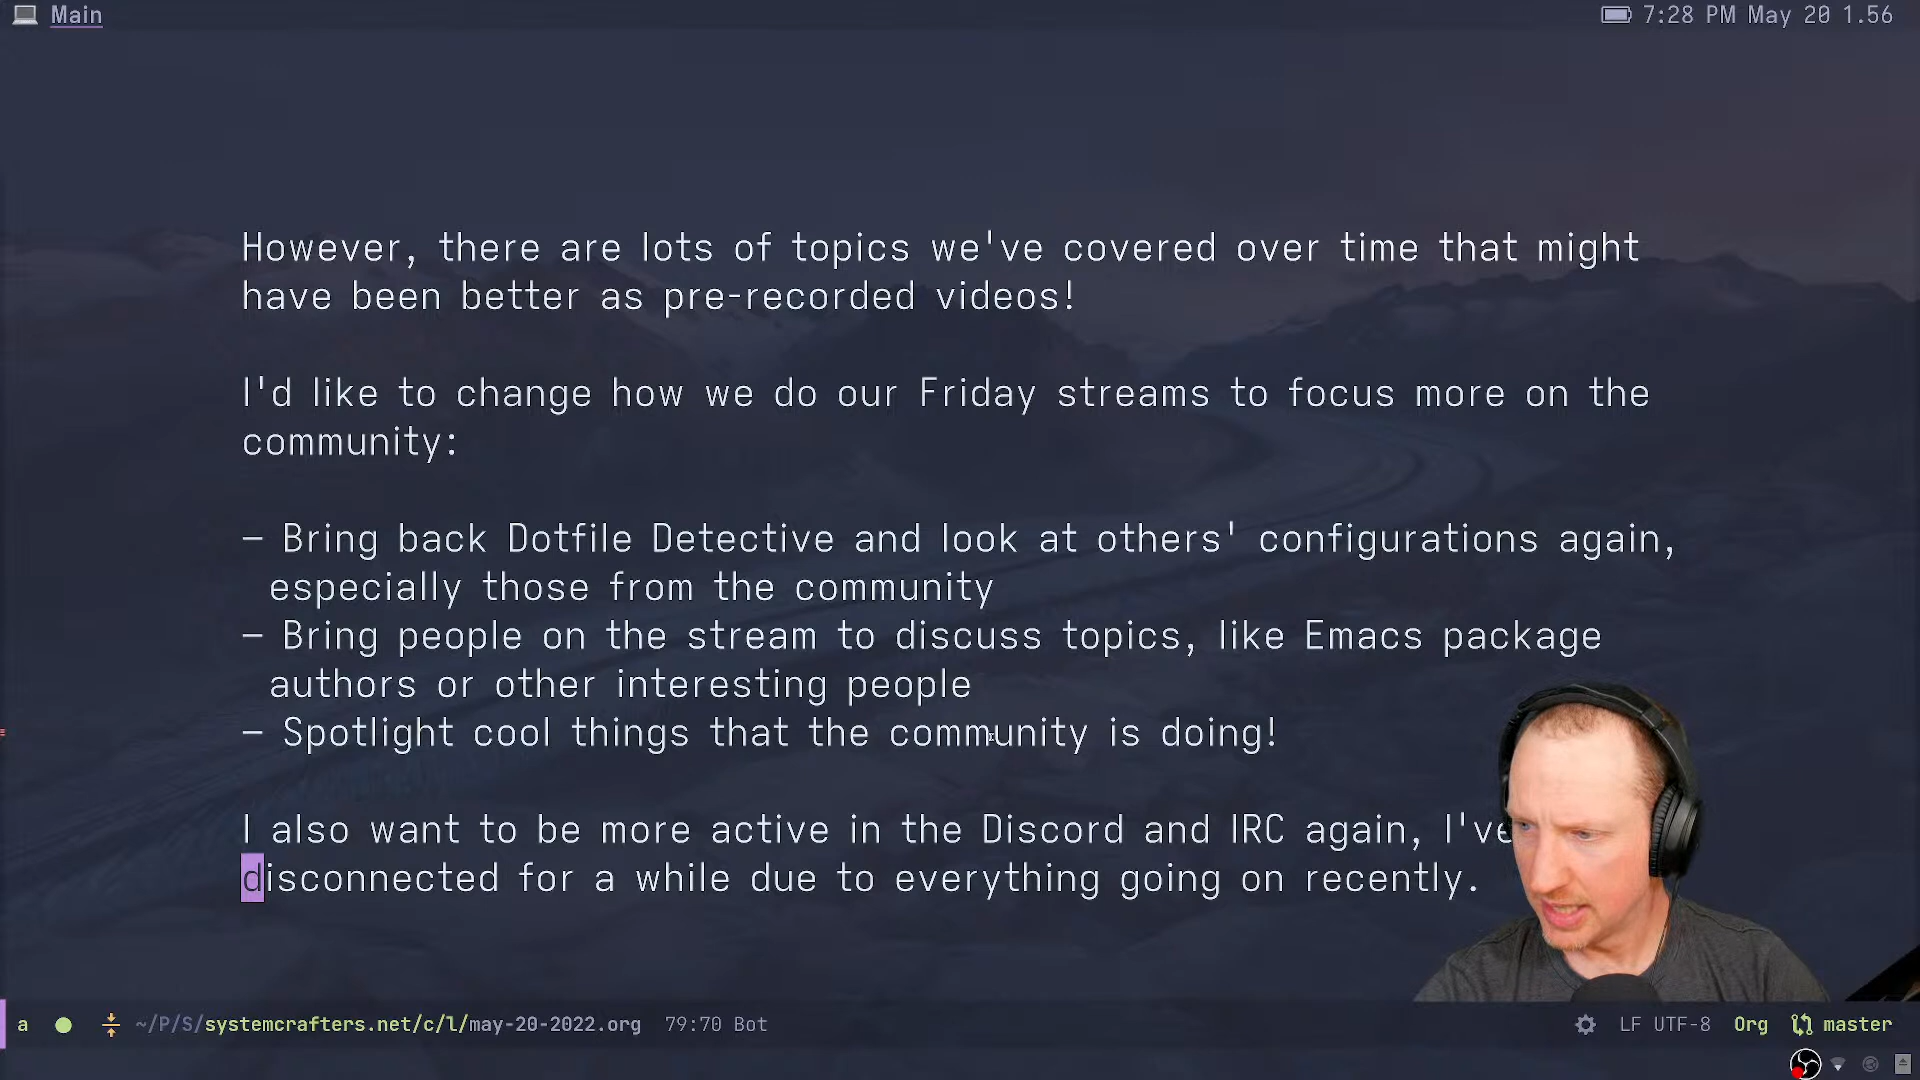 Main
7:28 PM May 20 1.56
However, there are lots of topics we've covered over time that might
have been better as pre-recorded videos!
I'd like to change how we do our Friday streams to focus more on the
community:
– Bring back Dotfile Detective and look at others' configurations again,
especially those from the community
– Bring people on the stream to discuss topics, like Emacs package
authors or other interesting people
– Spotlight cool things that the community is doing!
I also want to be more active in the Discord and IRC again, I've
disconnected for a while due to everything going on recently.
a ~/P/S/systemcrafters.net/c/l/may-20-2022.org 79:70 Bot LF UTF-8 Org master